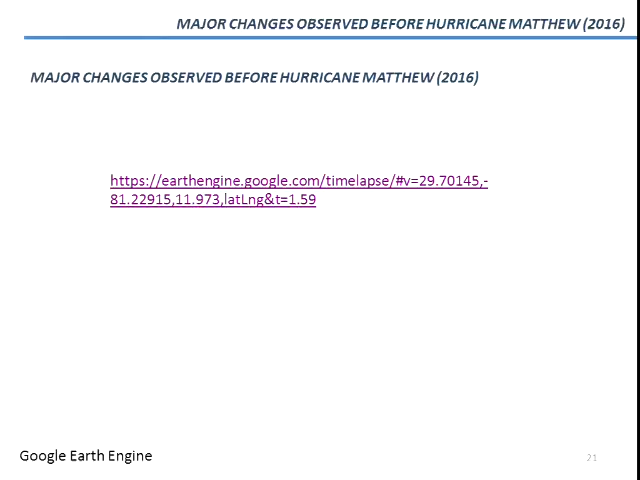 MAJOR CHANGES OBSERVED BEFORE HURRICANE MATTHEW (2016)
MAJOR CHANGES OBSERVED BEFORE HURRICANE MATTHEW (2016)
https://earthengine.google.com/timelapse/#v=29.70145,-
81.22915,11.973,latLng&t=1.59
Google Earth Engine
21